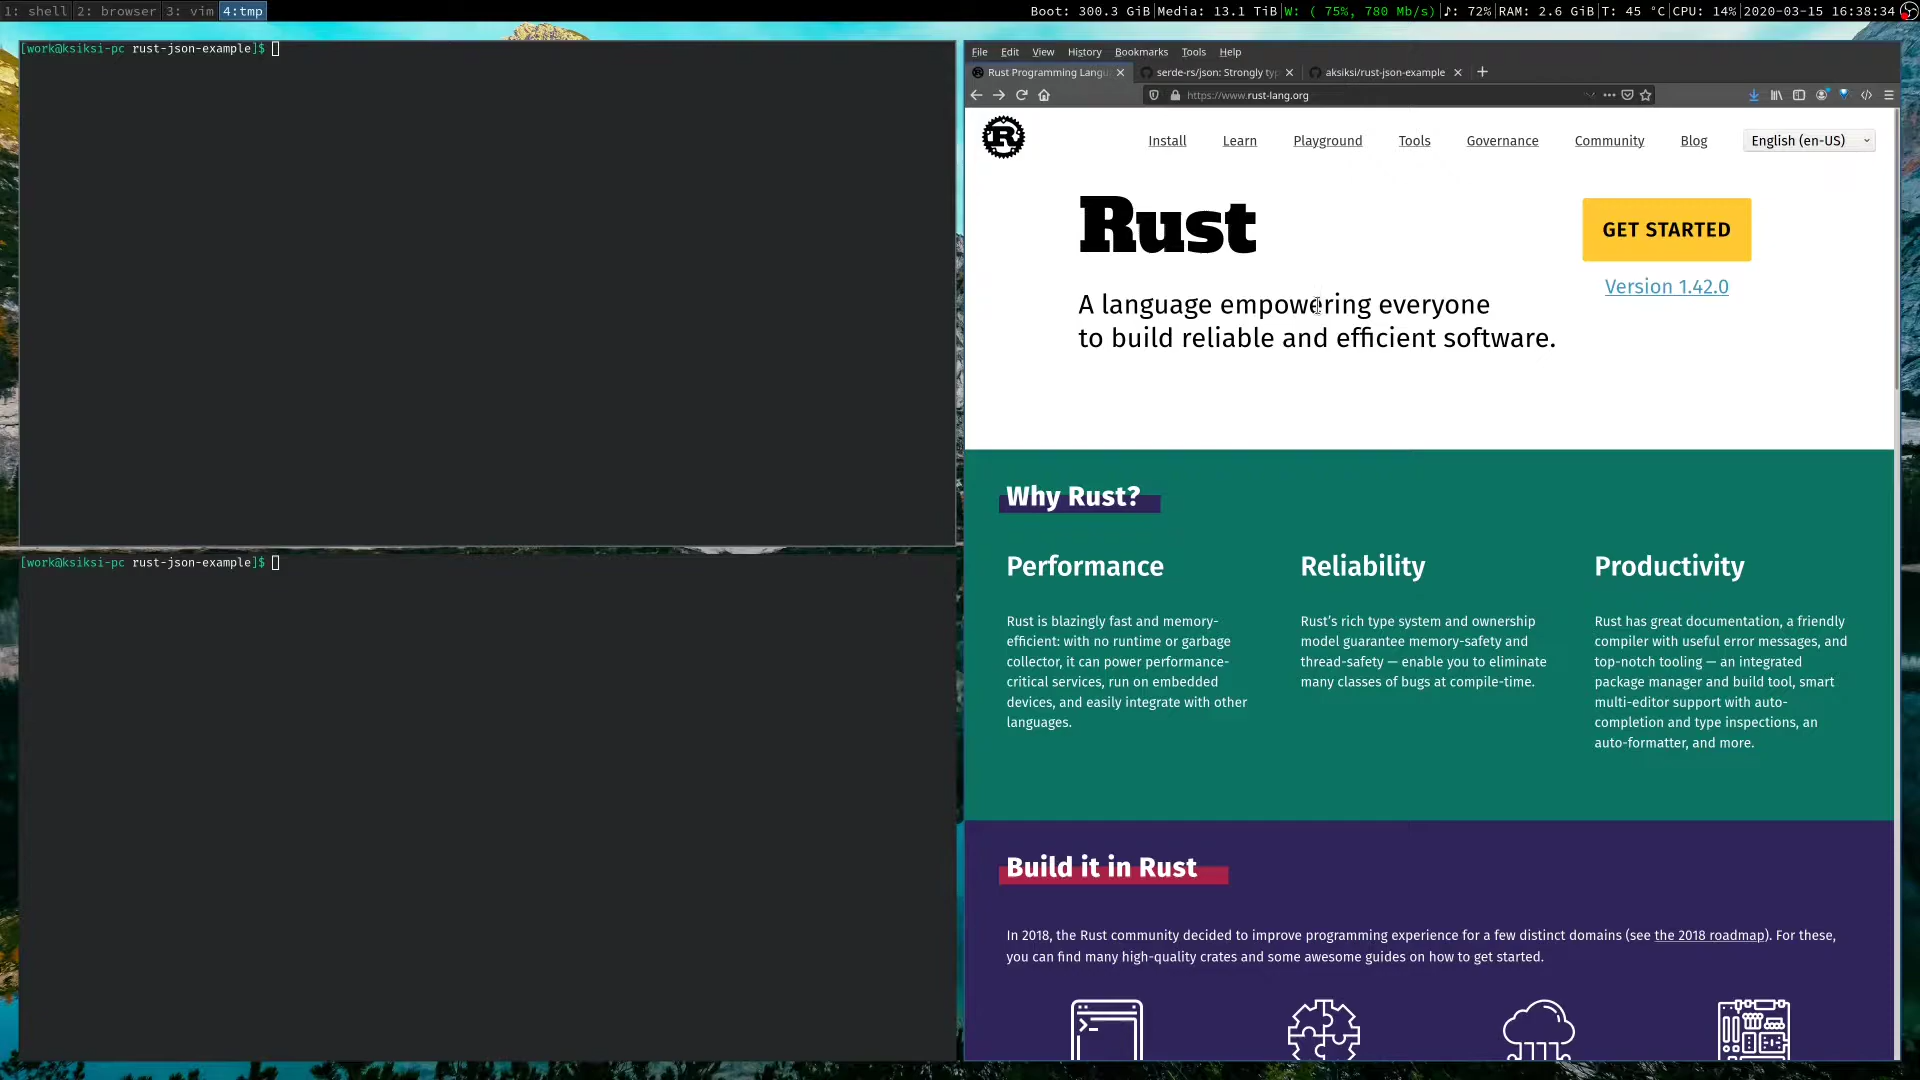 1: shell 2: browser 3: vim 4:tmp
Boot: 300.3 GiB|Media: 13.1 TiB|W: ( 75%, 780 Mb/s)|♪: 72%|RAM: 2.6 GiB|T: 45 °C|CPU: 14%|2020-03-15 16:38:34
[work@ksiksi-pc rust-json-example]$
[work@ksiksi-pc rust-json-example]$
File Edit View History Bookmarks Tools Help
Rust Programming Langu serde-rs/json: Strongly typ aksiksi/rust-json-example
https://www.rust-lang.org
R
Install Learn Playground Tools Governance Community Blog English (en-US)
Rust
GET STARTED
Version 1.42.0
A language empowering everyone
to build reliable and efficient software.
Why Rust?
Performance
Rust is blazingly fast and memory-
efficient: with no runtime or garbage
collector, it can power performance-
critical services, run on embedded
devices, and easily integrate with other
languages.
Reliability
Rust’s rich type system and ownership
model guarantee memory-safety and
thread-safety — enable you to eliminate
many classes of bugs at compile-time.
Productivity
Rust has great documentation, a friendly
compiler with useful error messages, and
top-notch tooling — an integrated
package manager and build tool, smart
multi-editor support with auto-
completion and type inspections, an
auto-formatter, and more.
Build it in Rust
In 2018, the Rust community decided to improve programming experience for a few distinct domains (see the 2018 roadmap). For these,
you can find many high-quality crates and some awesome guides on how to get started.